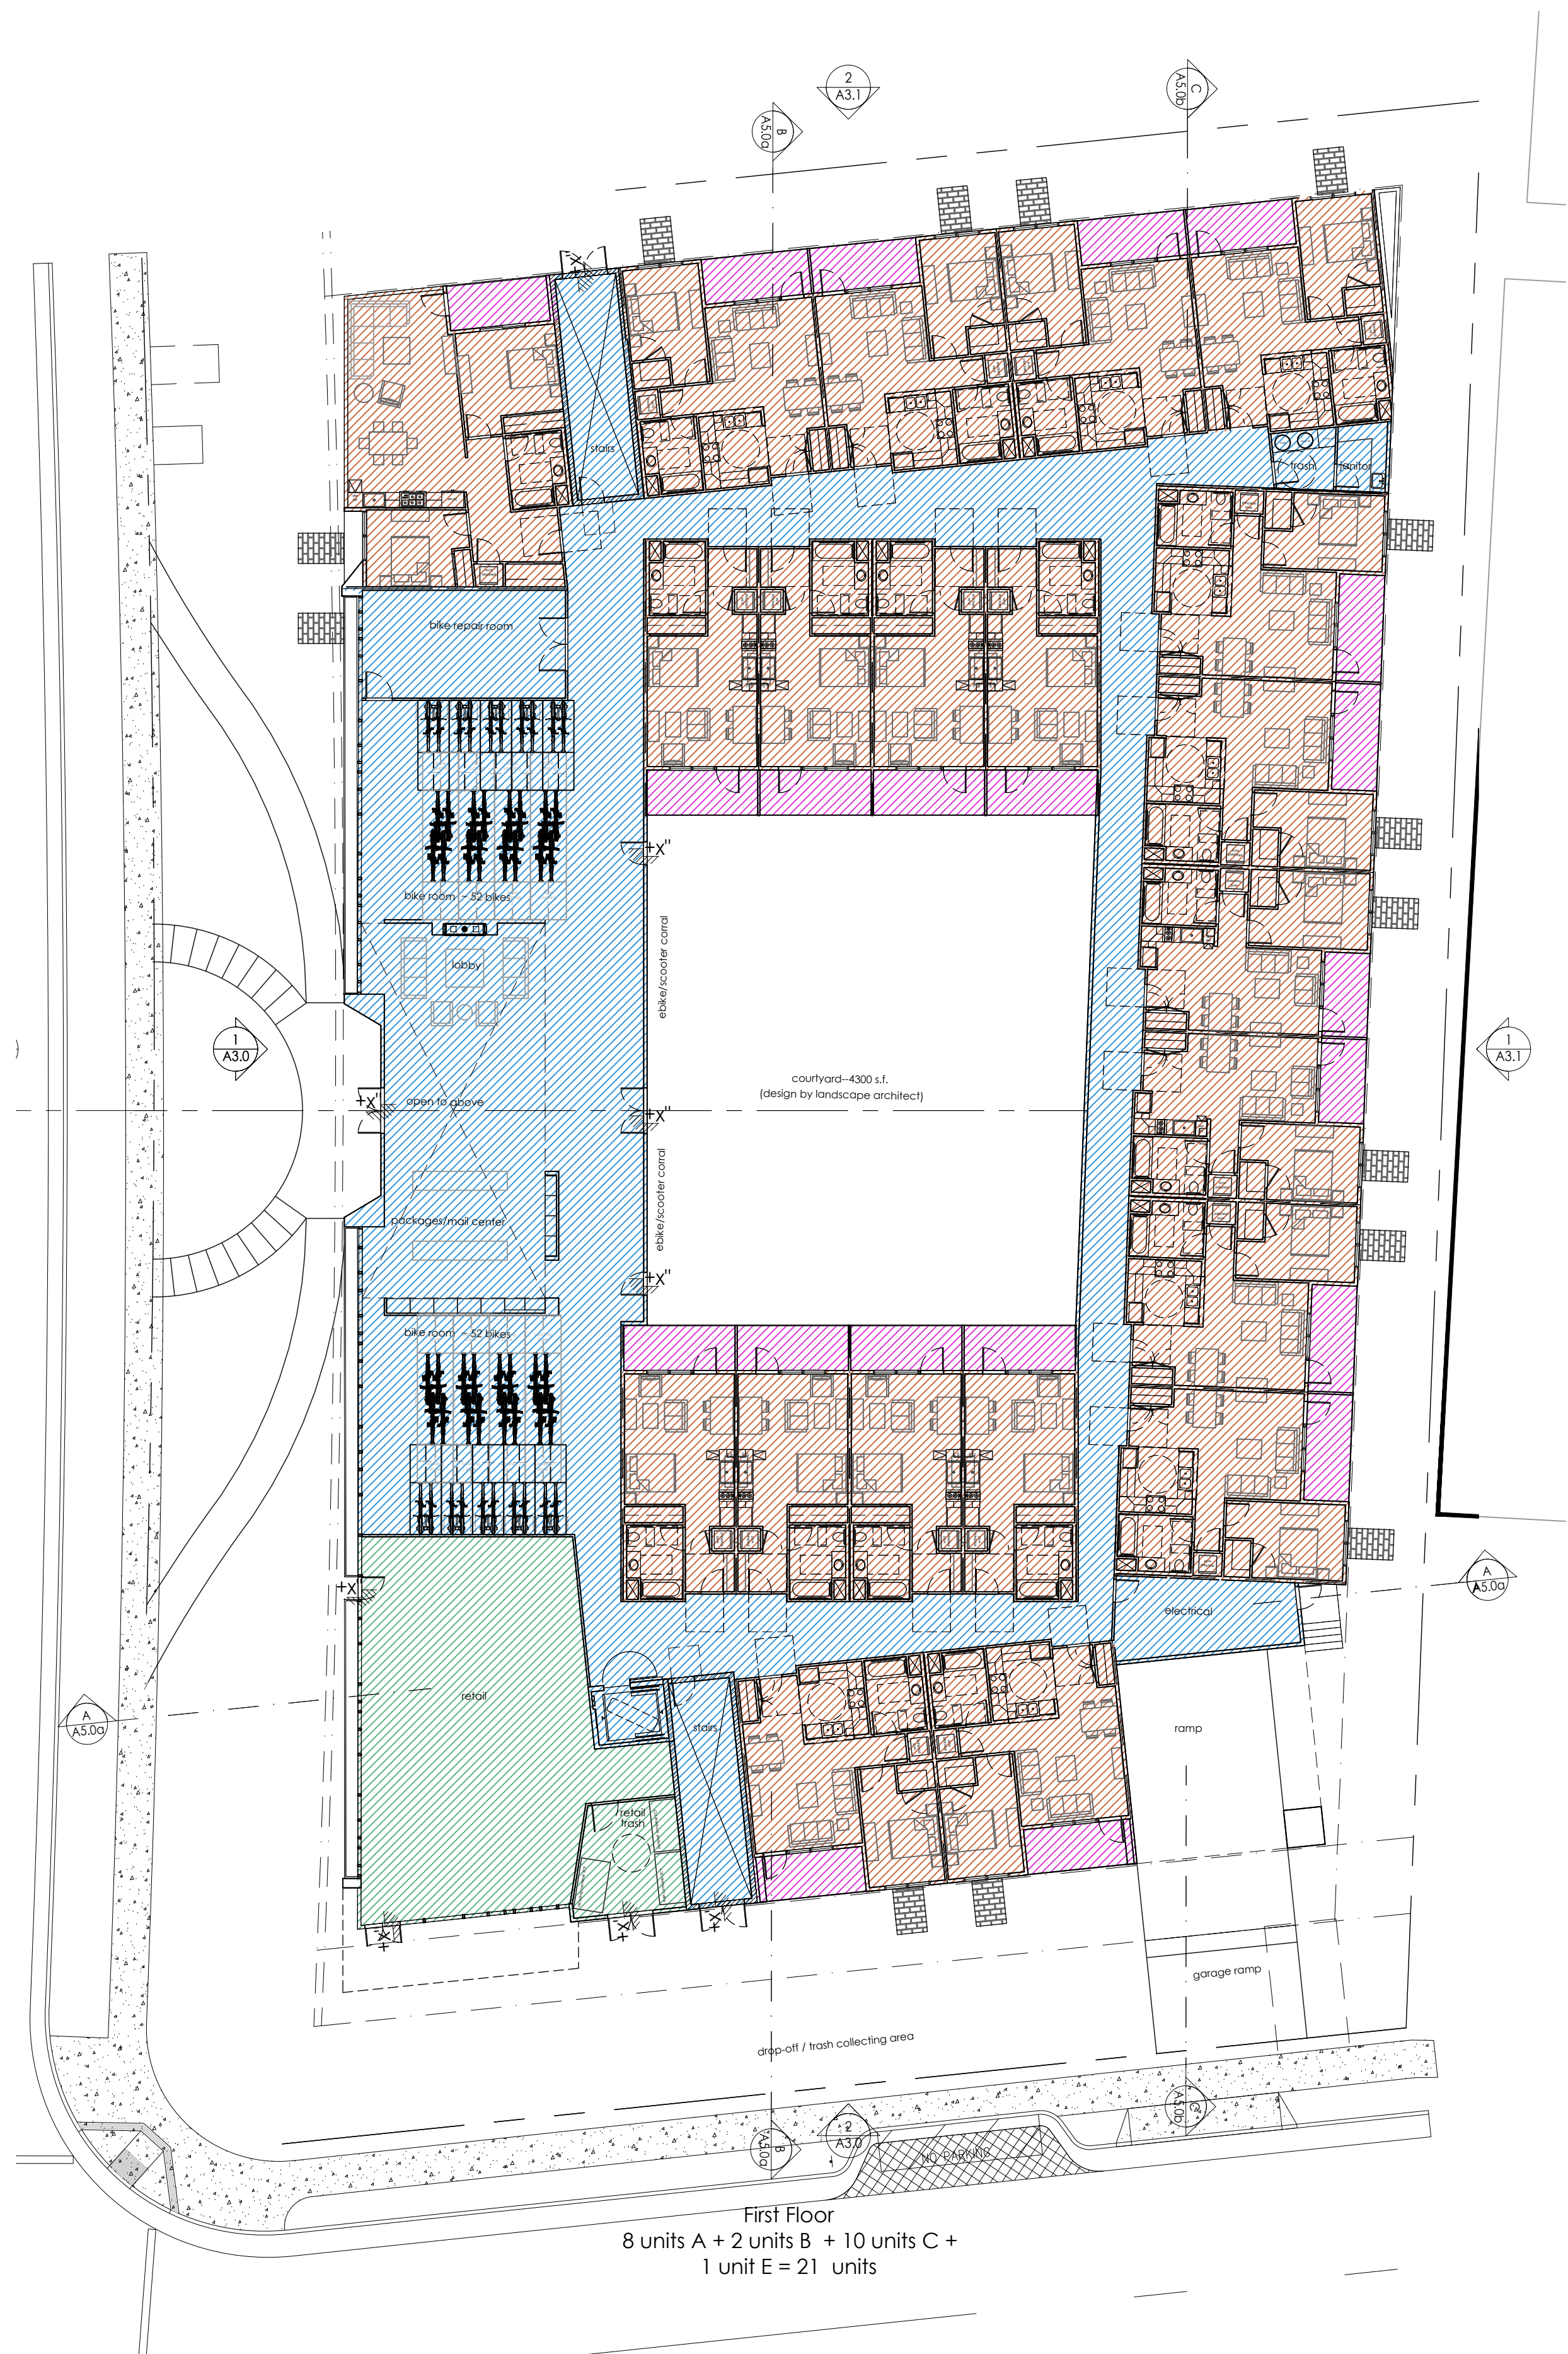 2
A3.1
C
A5.0b
B
A5.0a
+X"
stairs
trash
janitor
bike repair room
+x"
bike room ~ 52 bikes
lobby
ebike/scooter corral
1
A3.0
1
A3.1
courtyard--4300 s.f.
(design by landscape architect)
open to above
+x"
+x"
ebike/scooter corral
packages/mail center
+x"
bike room ~ 52 bikes
A
A5.0a
+x"
electrical
retail
A
A5.0a
stairs
ramp
retail
trash
+X"
+X"
+X"
garage ramp
drop-off / trash collecting area
C
A5.0b
2
A3.0
B
A5.0a
NO PARKING
First Floor
8 units A + 2 units B + 10 units C +
1 unit E = 21 units